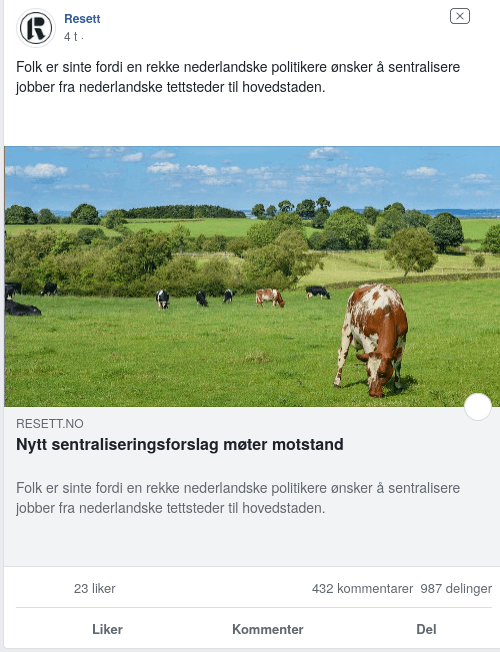 Resett
4 t ·
Folk er sinte fordi en rekke nederlandske politikere ønsker å sentralisere
jobber fra nederlandske tettsteder til hovedstaden.
RESETT.NO
Nytt sentraliseringsforslag møter motstand
Folk er sinte fordi en rekke nederlandske politikere ønsker å sentralisere
jobber fra nederlandske tettsteder til hovedstaden.
23 liker 432 kommentarer 987 delinger
Liker Kommenter Del